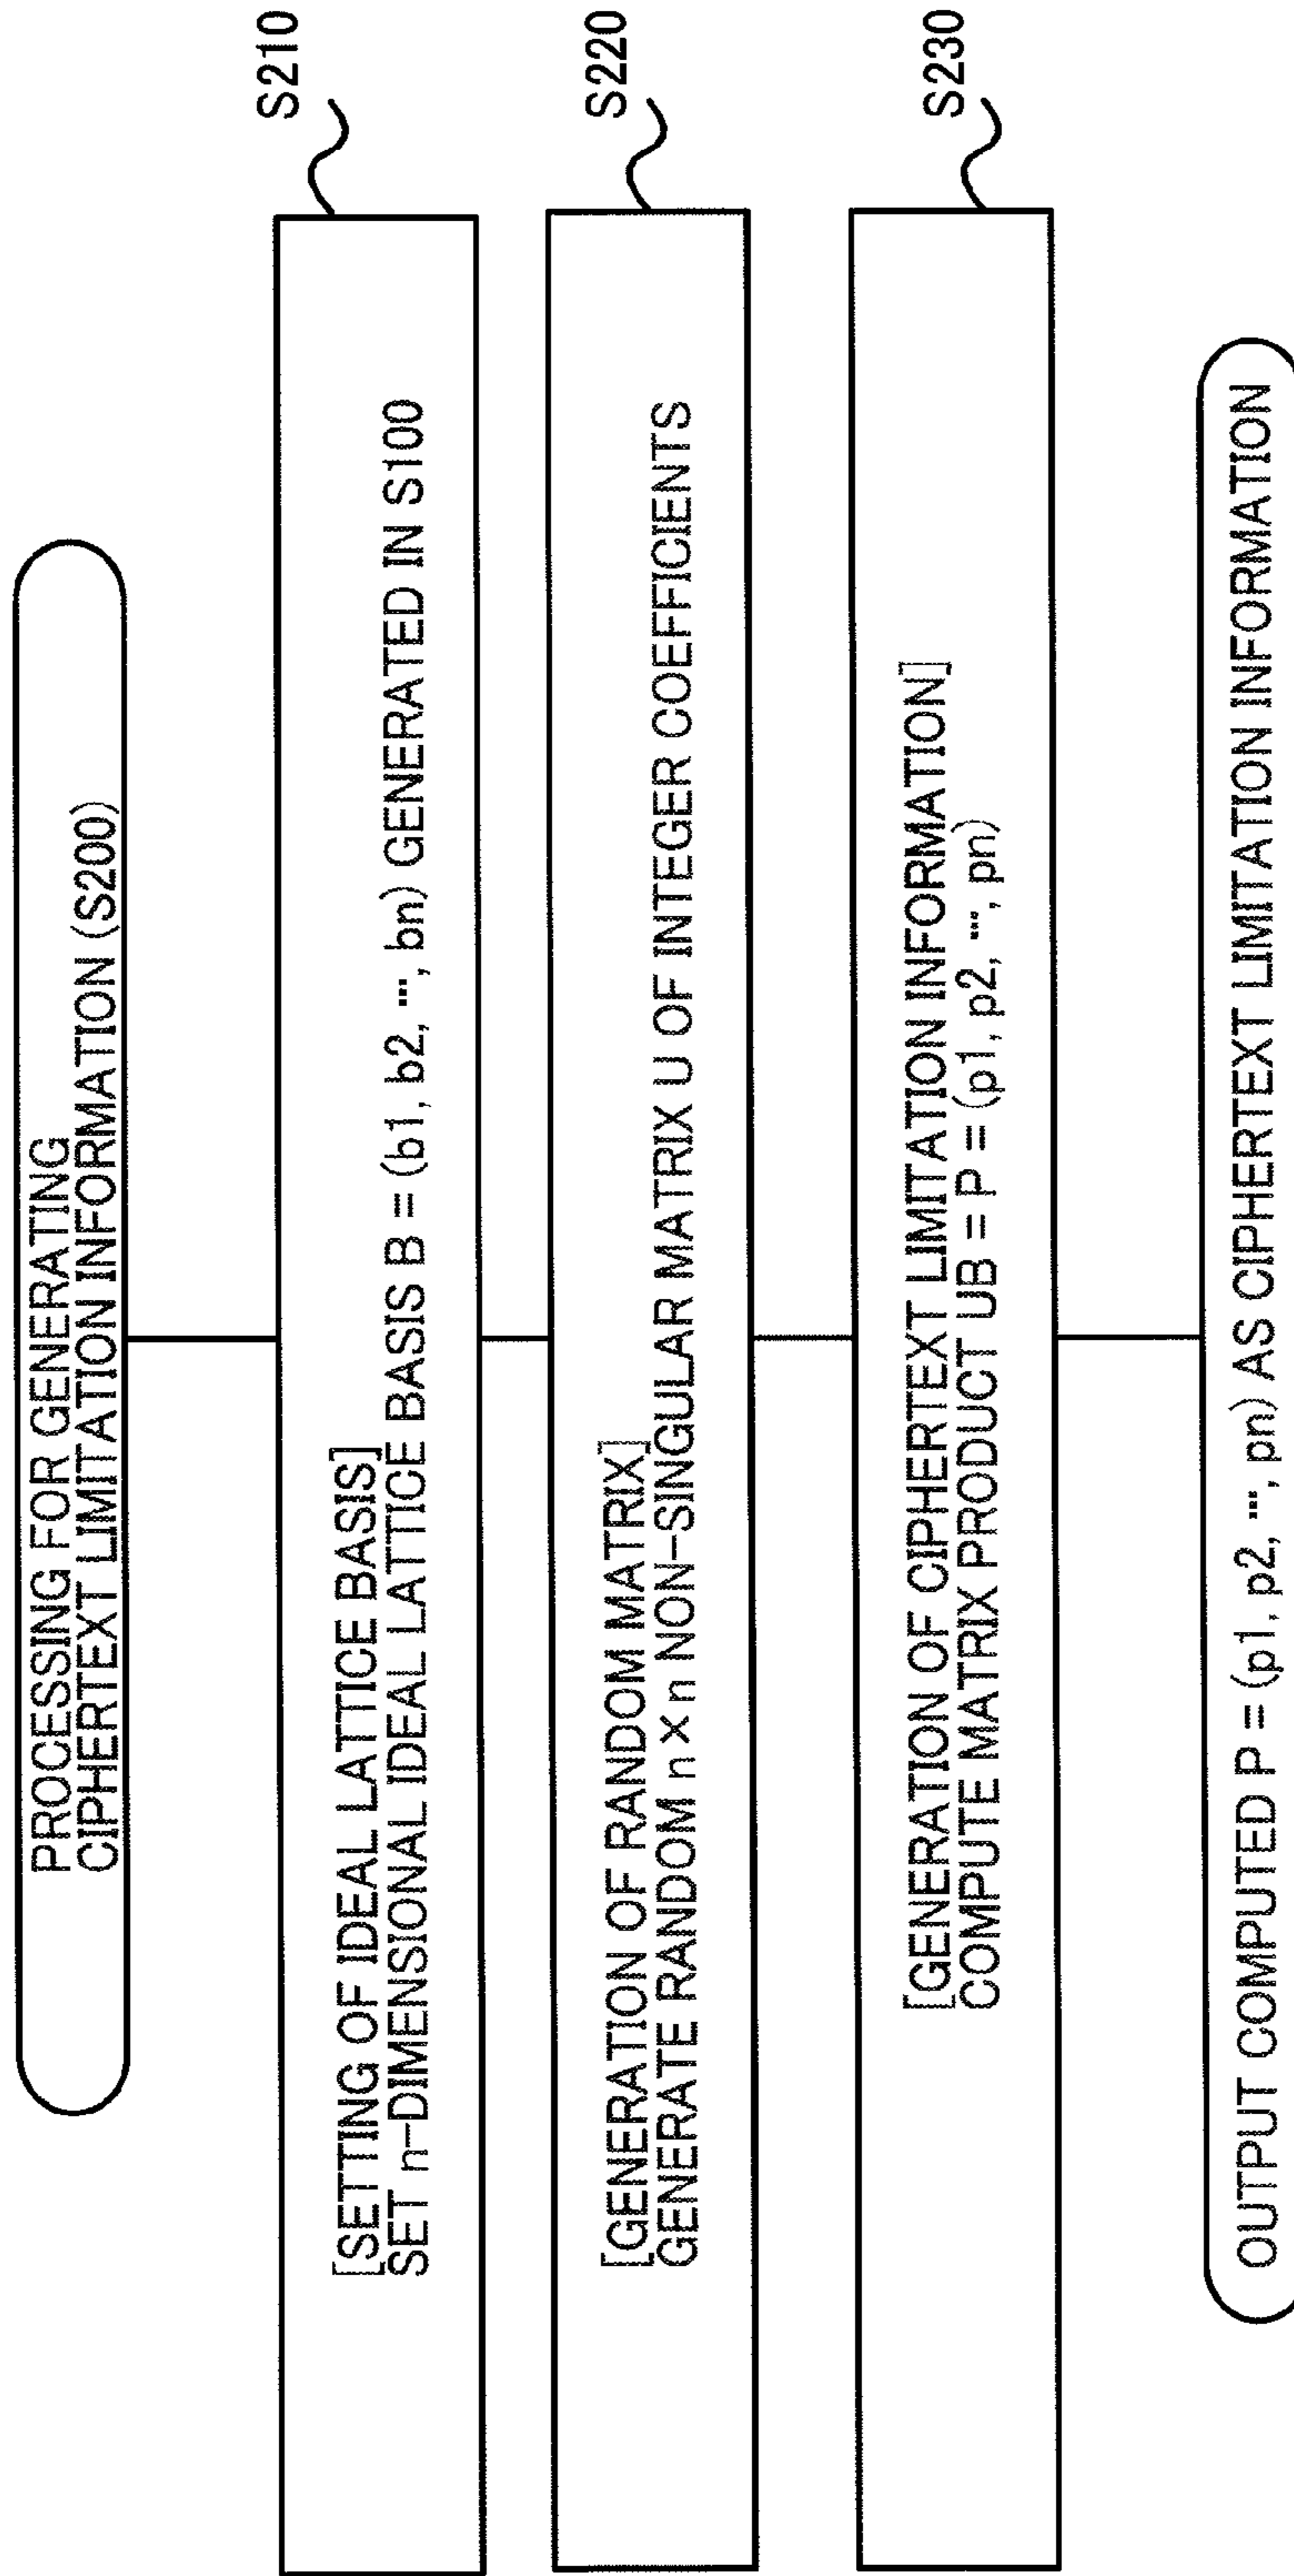 PROCESSING FOR GENERATING
CIPHERTEXT LIMITATION INFORMATION (S200)
S210
[SETTING OF IDEAL LATTICE BASIS]
SET n-DIMENSIONAL IDEAL LATTICE BASIS B = (b1, b2, ···, bn) GENERATED IN S100
S220
[GENERATION OF RANDOM MATRIX]
GENERATE RANDOM n × n NON-SINGULAR MATRIX U OF INTEGER COEFFICIENTS
S230
[GENERATION OF CIPHERTEXT LIMITATION INFORMATION]
COMPUTE MATRIX PRODUCT UB = P = (p1, p2, ···, pn)
OUTPUT COMPUTED P = (p1, p2, ···, pn) AS CIPHERTEXT LIMITATION INFORMATION